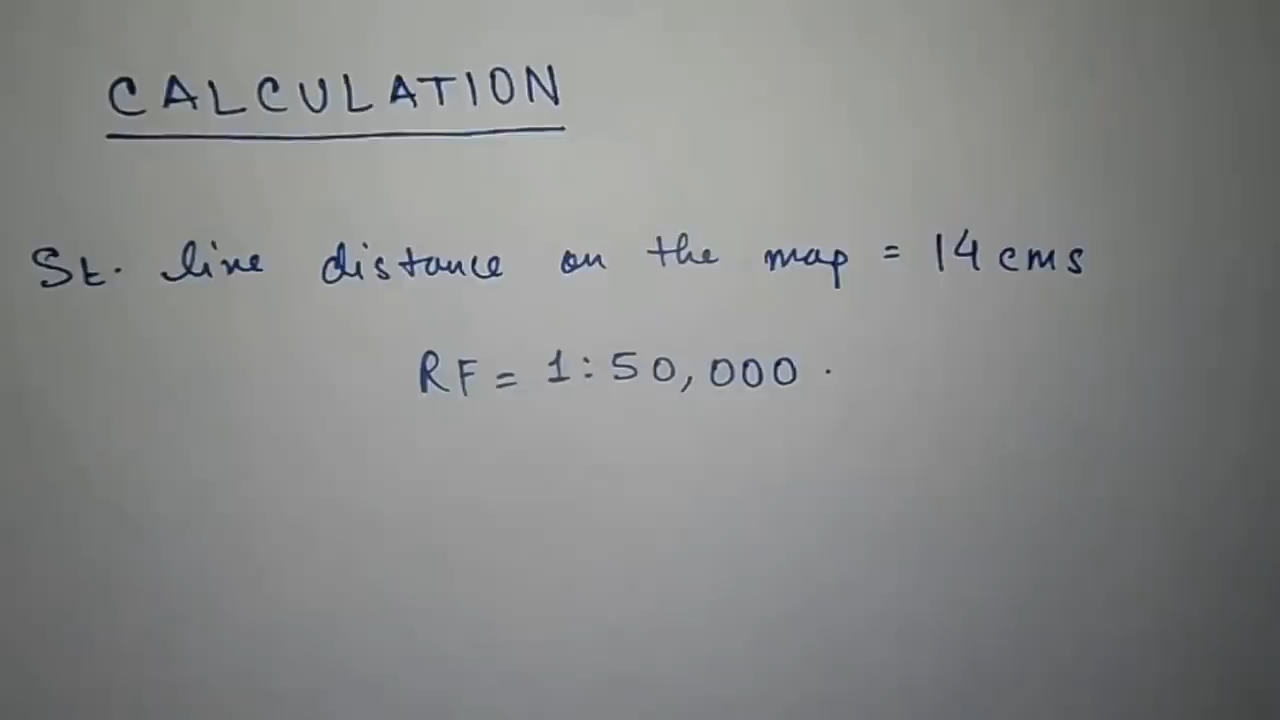 CALCULATION
St. line distance on the map = 14 cms
RF = 1:50,000.